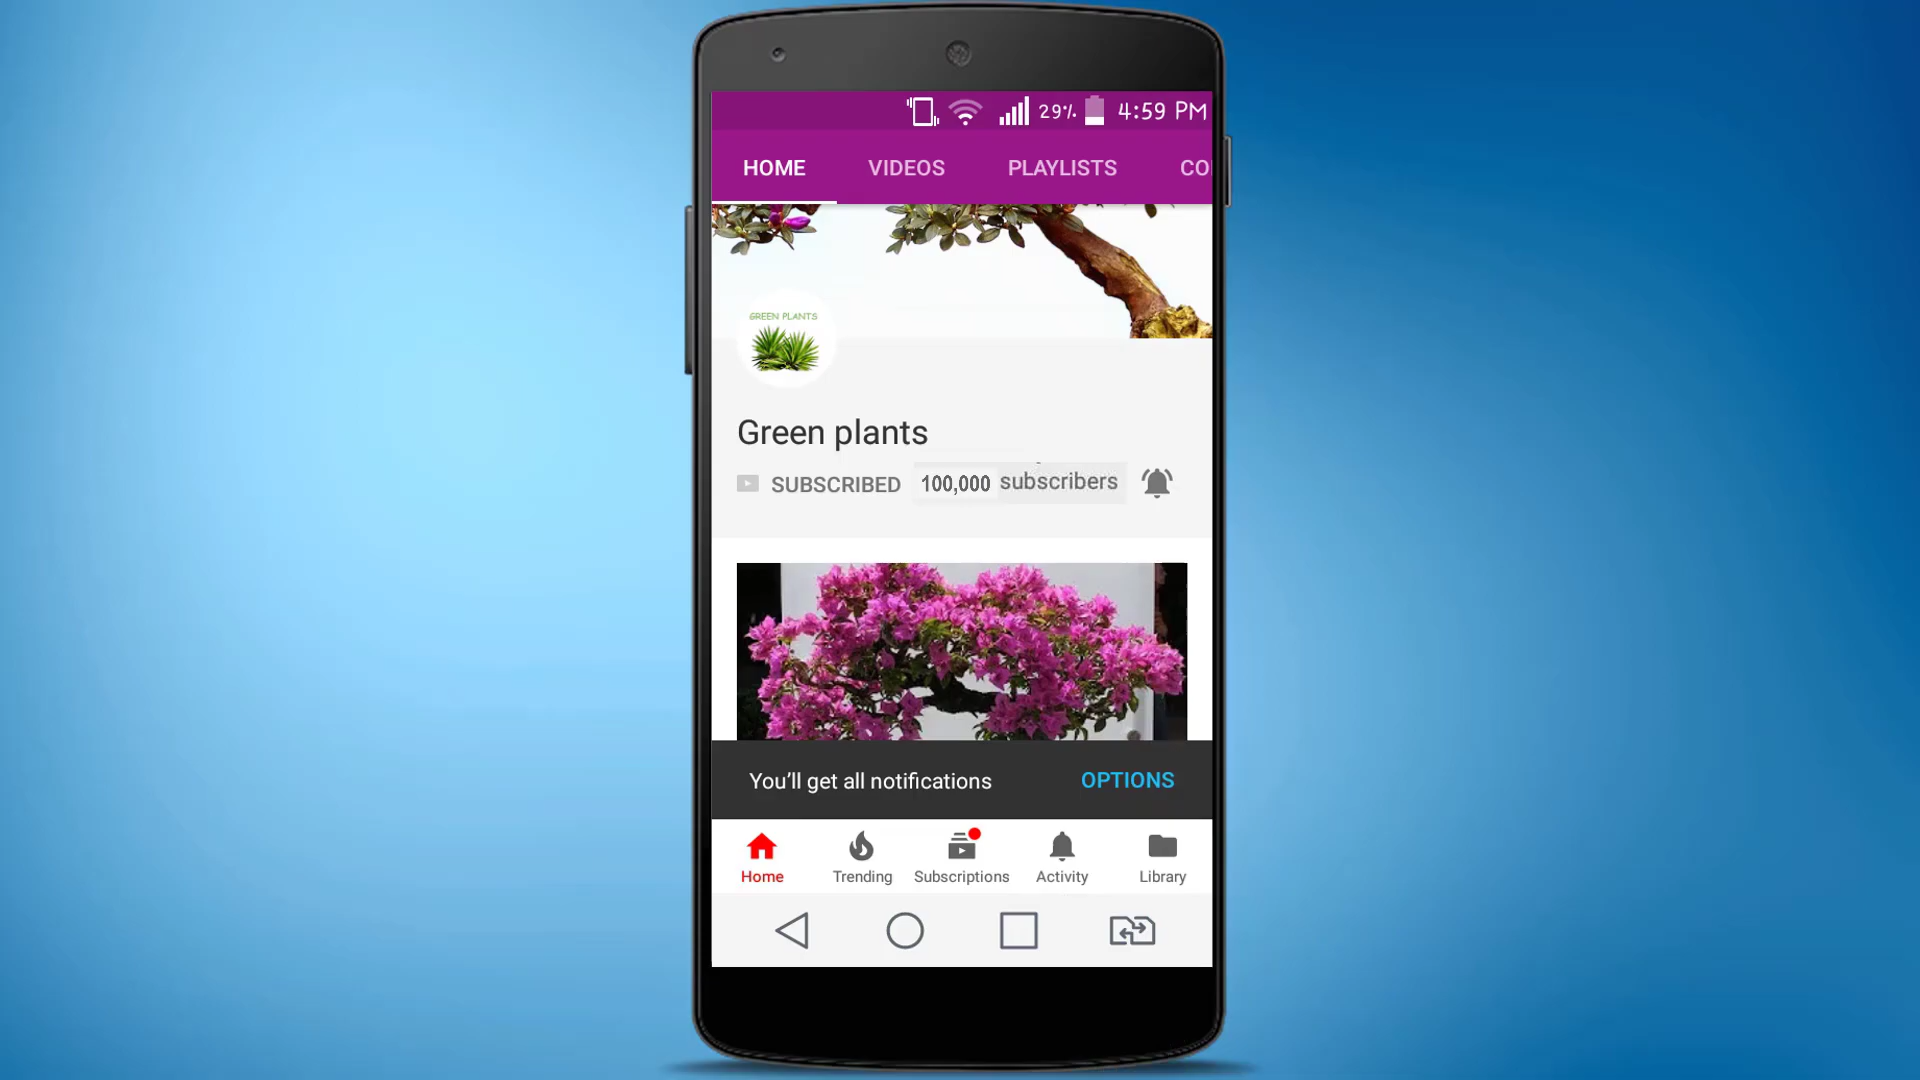 29% 4:59 PM
HOME VIDEOS PLAYLISTS CO
GREEN PLANTS
Green plants
SUBSCRIBED 100,000 subscribers
You’ll get all notifications OPTIONS
Home Trending Subscriptions Activity Library